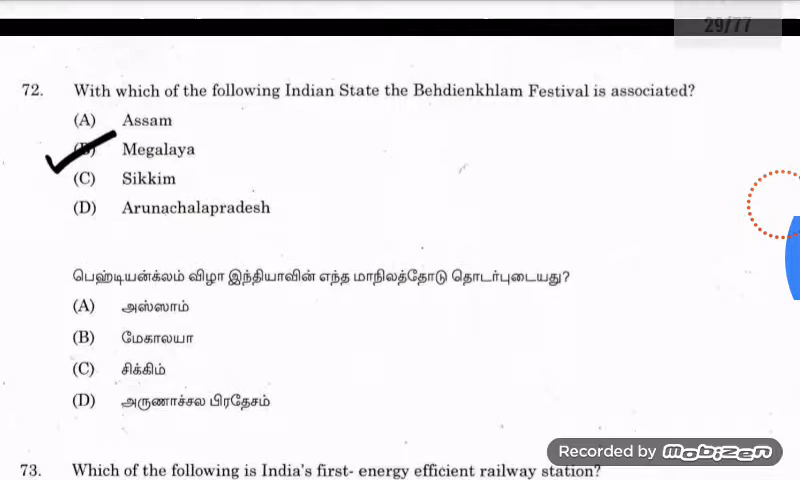 29/77
72. With which of the following Indian State the Behdienkhlam Festival is associated?
(A) Assam
(B) Megalaya
(C) Sikkim
(D) Arunachalapradesh
பெஹ்டியன்க்லம் விழா இந்தியாவின் எந்த மாநிலத்தோடு தொடர்புடையது?
(A) அஸ்ஸாம்
(B) மேகாலயா
(C) சிக்கிம்
(D) அருணாச்சல பிரதேசம்
Recorded by mobizen
73. Which of the following is India's first- energy efficient railway station?